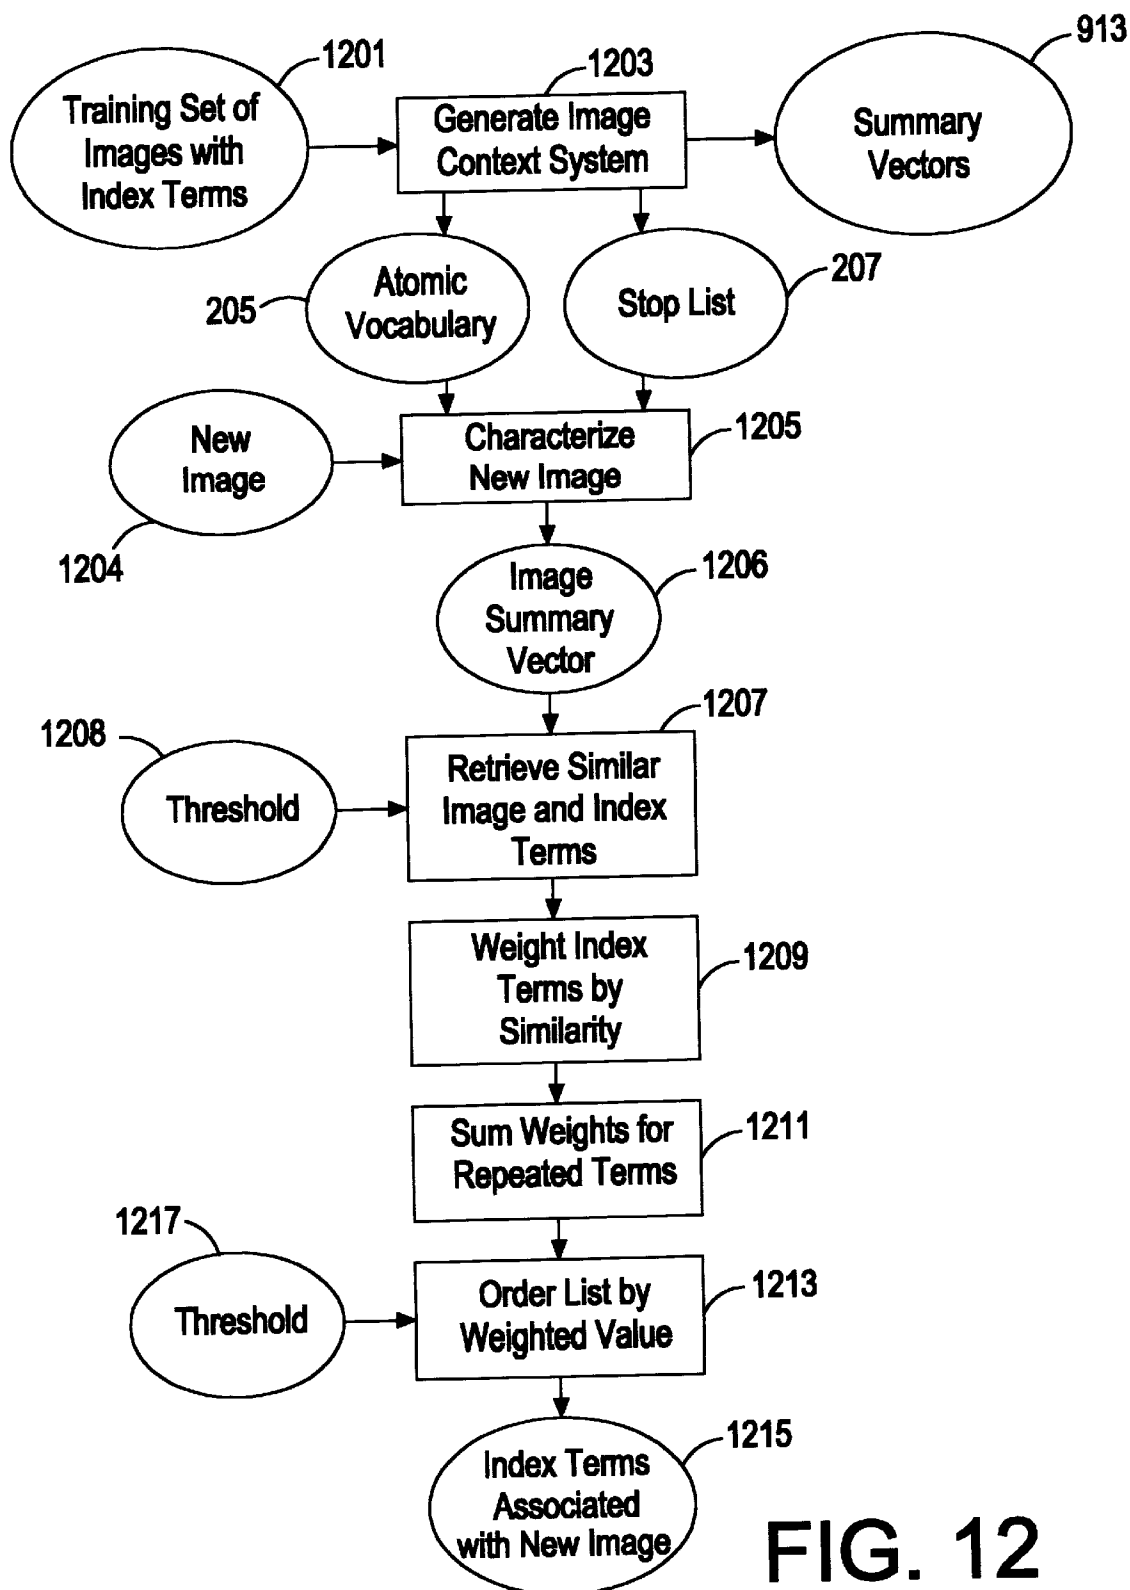 1201
Training Set of
Images with
Index Terms
1203
Generate Image
Context System
913
Summary
Vectors
205
Atomic
Vocabulary
207
Stop List
New
Image
1204
Characterize
New Image
1205
Image
Summary
Vector
1206
1208
Threshold
1207
Retrieve Similar
Image and Index
Terms
Weight Index
Terms by
Similarity
1209
Sum Weights for
Repeated Terms
1211
1217
Threshold
Order List by
Weighted Value
1213
Index Terms
Associated
with New Image
1215
FIG. 12